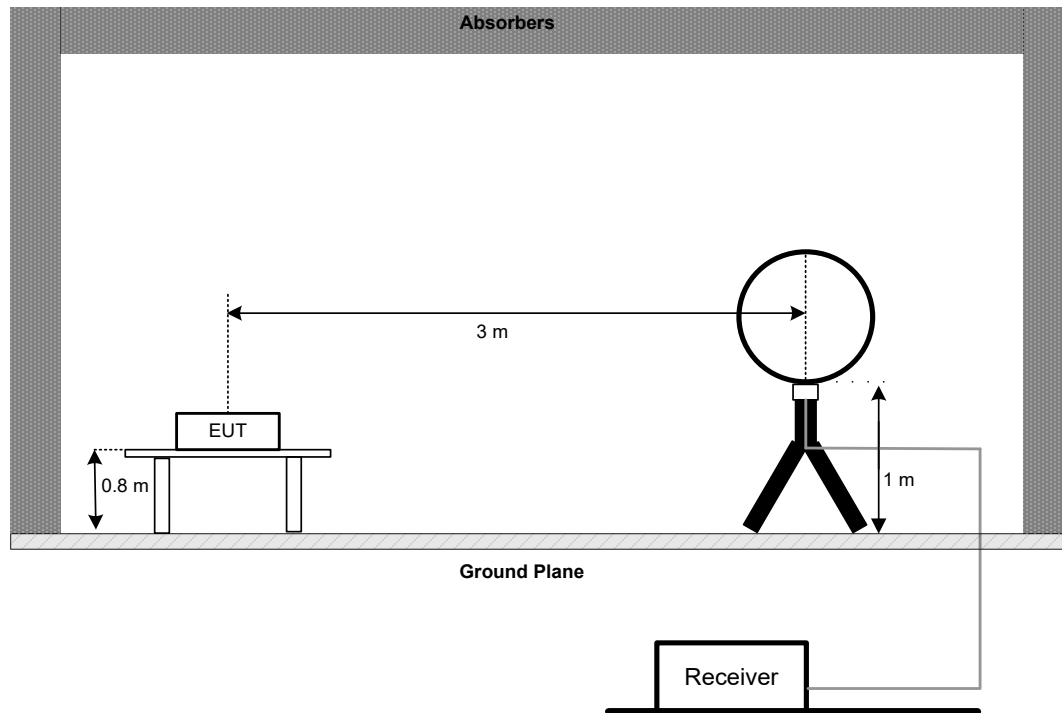 Absorbers
3 m
EUT
0.8 m
1 m
Ground Plane
Receiver